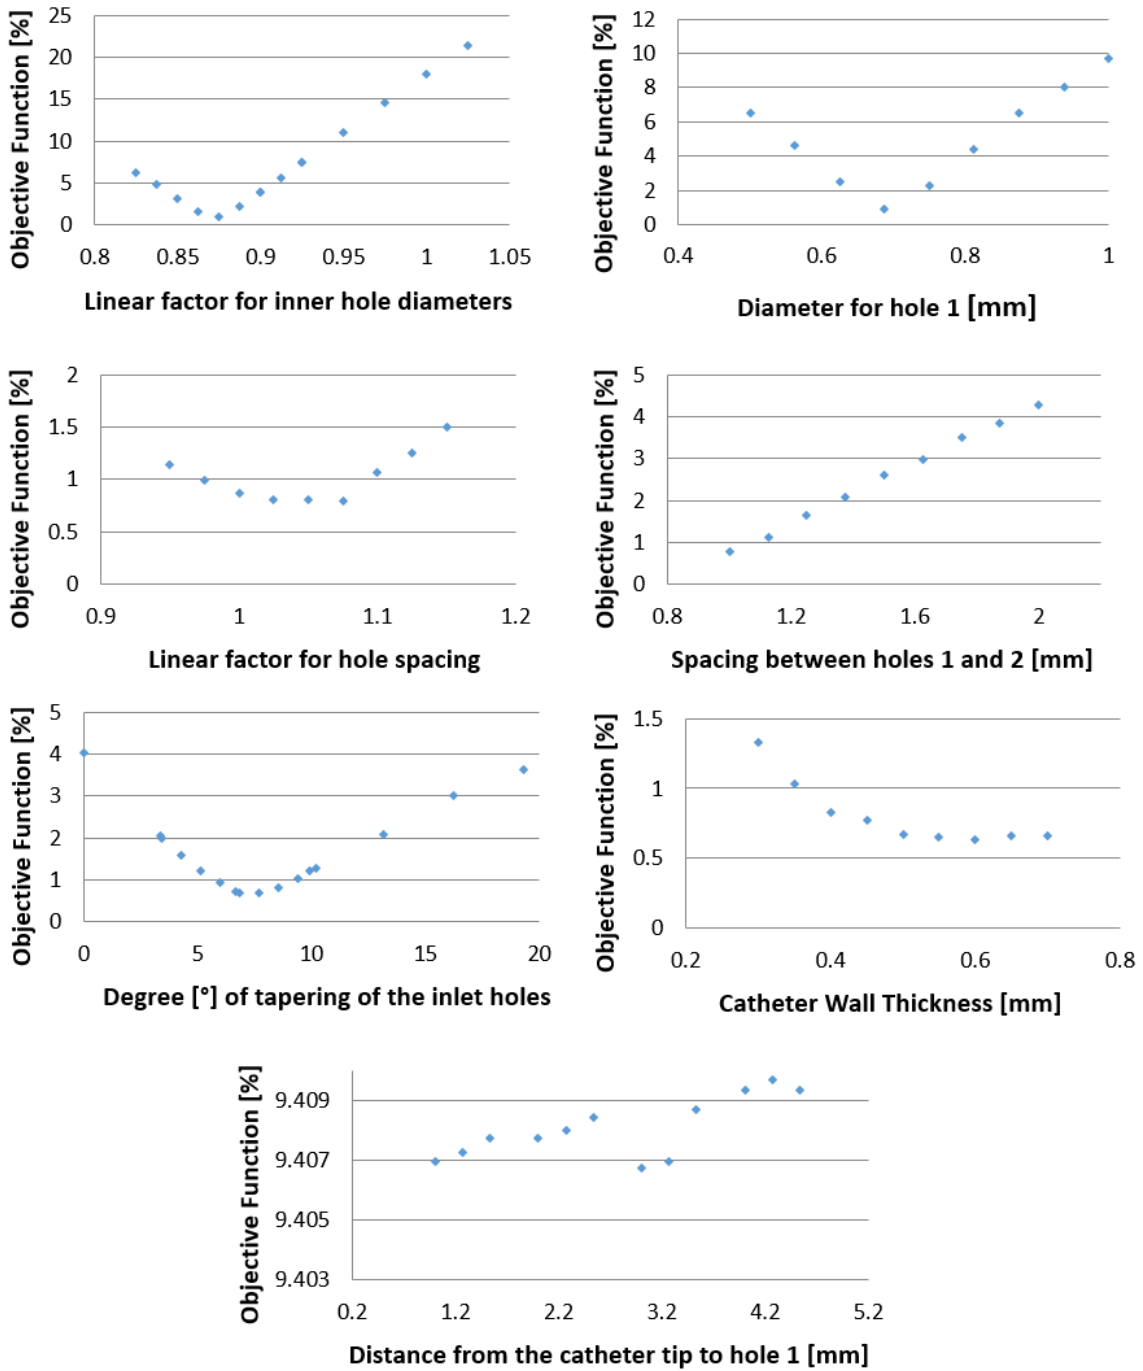 Objective Function [%]
25
20
15
10
5
0
0.8 0.85 0.9 0.95 1 1.05
Linear factor for inner hole diameters
Objective Function [%]
12
10
8
6
4
2
0
0.4 0.6 0.8 1
Diameter for hole 1 [mm]
Objective Function [%]
2
1.5
1
0.5
0
0.9 1 1.1 1.2
Linear factor for hole spacing
Objective Function [%]
5
4
3
2
1
0
0.8 1.2 1.6 2
Spacing between holes 1 and 2 [mm]
Objective Function [%]
5
4
3
2
1
0
0 5 10 15 20
Degree [°] of tapering of the inlet holes
Objective Function [%]
1.5
1
0.5
0
0.2 0.4 0.6 0.8
Catheter Wall Thickness [mm]
Objective Function [%]
9.409
9.407
9.405
9.403
0.2 1.2 2.2 3.2 4.2 5.2
Distance from the catheter tip to hole 1 [mm]